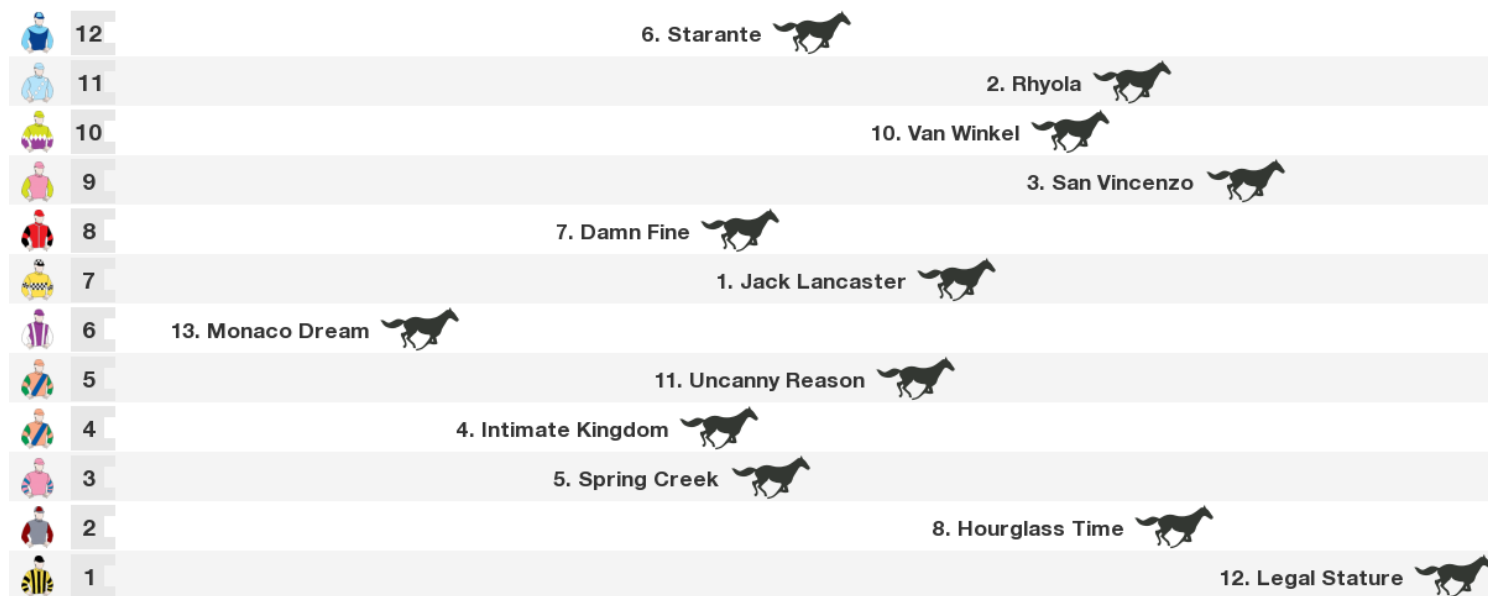 12 6. Starante
11 2. Rhyola
10 10. Van Winkel
9 3. San Vincenzo
8 7. Damn Fine
7 1. Jack Lancaster
6 13. Monaco Dream
5 11. Uncanny Reason
4 4. Intimate Kingdom
3 5. Spring Creek
2 8. Hourglass Time
1 12. Legal Stature